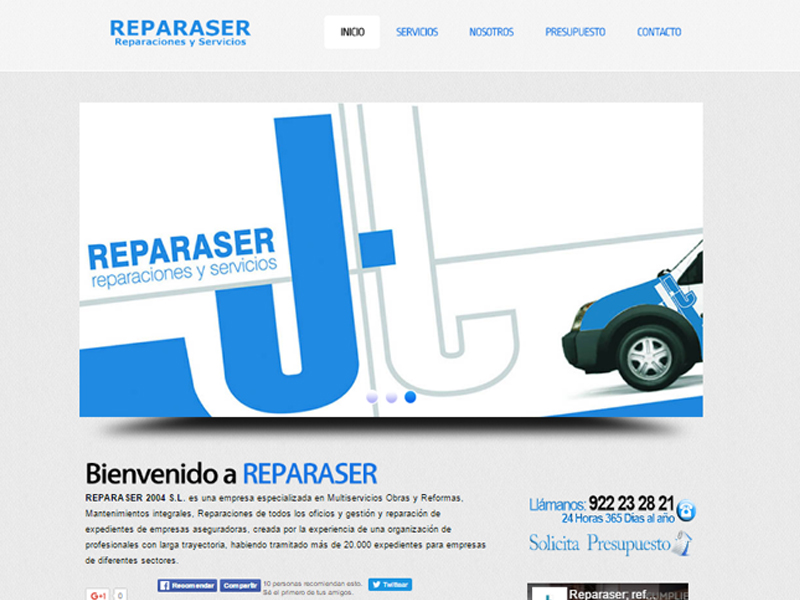 REPARASER
Reparaciones y Servicios
INICIO
SERVICIOS
NOSOTROS
PRESUPUESTO
CONTACTO
REPARASER
reparaciones y servicios
Bienvenido a REPARASER
REPARASER 2004 S.L. es una empresa especializada en Multiservicios Obras y Reformas,
Mantenimientos integrales, Reparaciones de todos los oficios y gestión y reparación de
expedientes de empresas aseguradoras, creada por la experiencia de una organización de
profesionales con larga trayectoria, habiendo tramitado más de 20.000 expedientes para empresas
de diferentes sectores.
Llámanos: 922 23 28 21
24 Horas 365 Dias al año
Solicita Presupuesto
G+1
0
Recomendar
Compartir
10 personas recomiendan esto.
Sé el primero de tus amigos.
Twittear
Reparaser, ref...